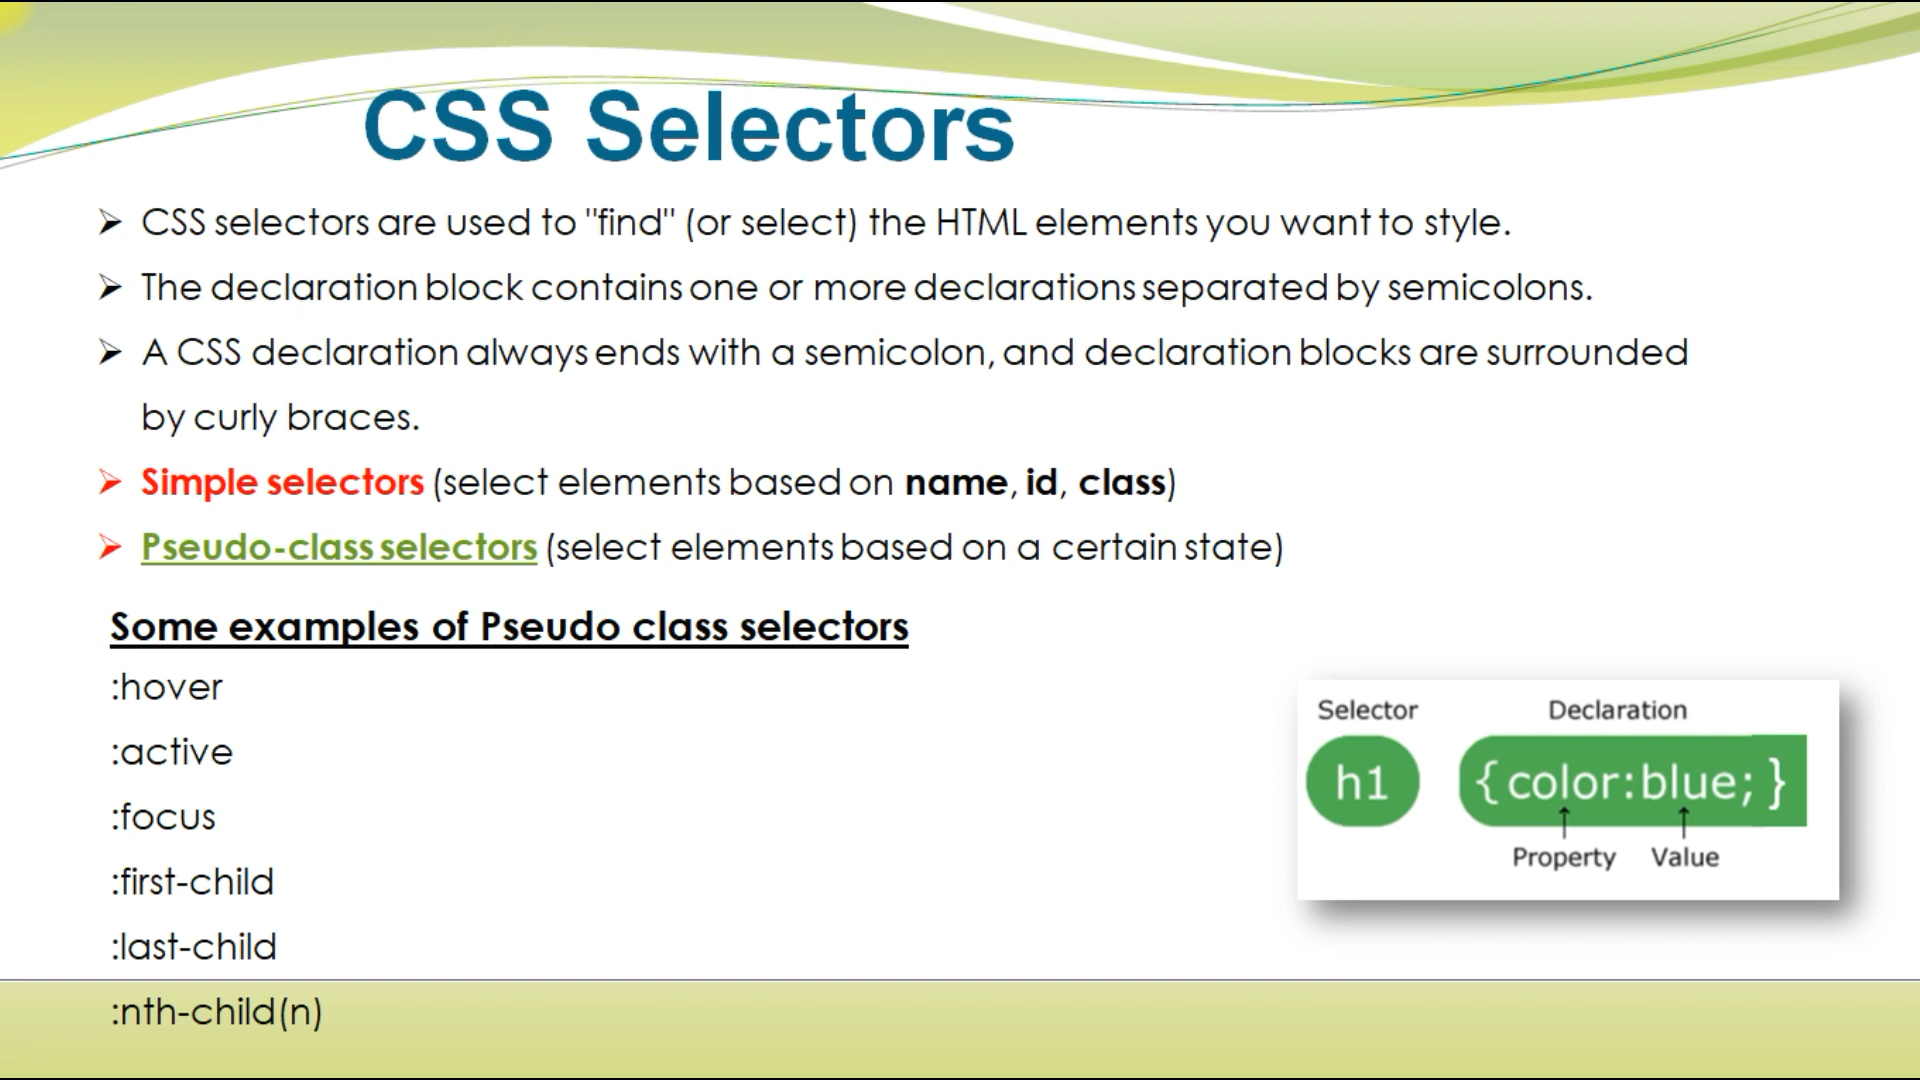 CSS Selectors
➢ CSS selectors are used to "find" (or select) the HTML elements you want to style.
➢ The declaration block contains one or more declarations separated by semicolons.
➢ A CSS declaration always ends with a semicolon, and declaration blocks are surrounded
by curly braces.
➢ Simple selectors (select elements based on name, id, class)
➢ Pseudo-class selectors (select elements based on a certain state)
Some examples of Pseudo class selectors
:hover
:active
:focus
:first-child
:last-child
:nth-child(n)
Selector Declaration
h1 {color:blue;}
Property Value